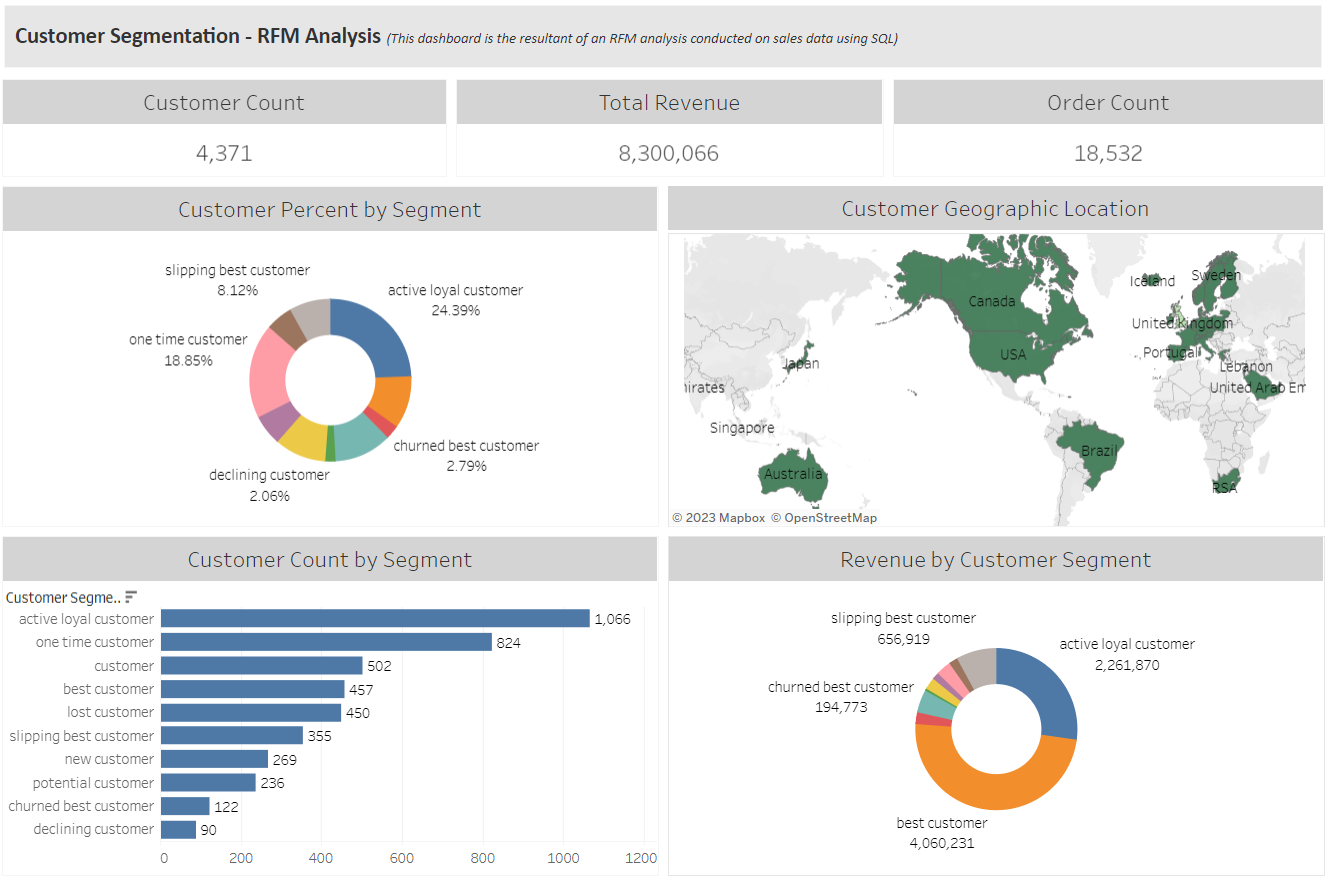 Customer Segmentation - RFM Analysis (This dashboard is the resultant of an RFM analysis conducted on sales data using SQL)
Customer Count
4,371
Total Revenue
8,300,066
Order Count
18,532
Customer Percent by Segment
slipping best customer
8.12%
active loyal customer
24.39%
one time customer
18.85%
churned best customer
2.79%
declining customer
2.06%
Customer Geographic Location
Iceland
Sweden
Canada
United Kingdom
USA
Portugal
Japan
Lebanon
irates
United Arab Em
Singapore
Brazil
Australia
RSA
© 2023 Mapbox © OpenStreetMap
Customer Count by Segment
Customer Segme..
active loyal customer 1,066
one time customer 824
customer 502
best customer 457
lost customer 450
slipping best customer 355
new customer 269
potential customer 236
churned best customer 122
declining customer 90
0 200 400 600 800 1000 1200
Revenue by Customer Segment
slipping best customer
656,919
active loyal customer
2,261,870
churned best customer
194,773
best customer
4,060,231